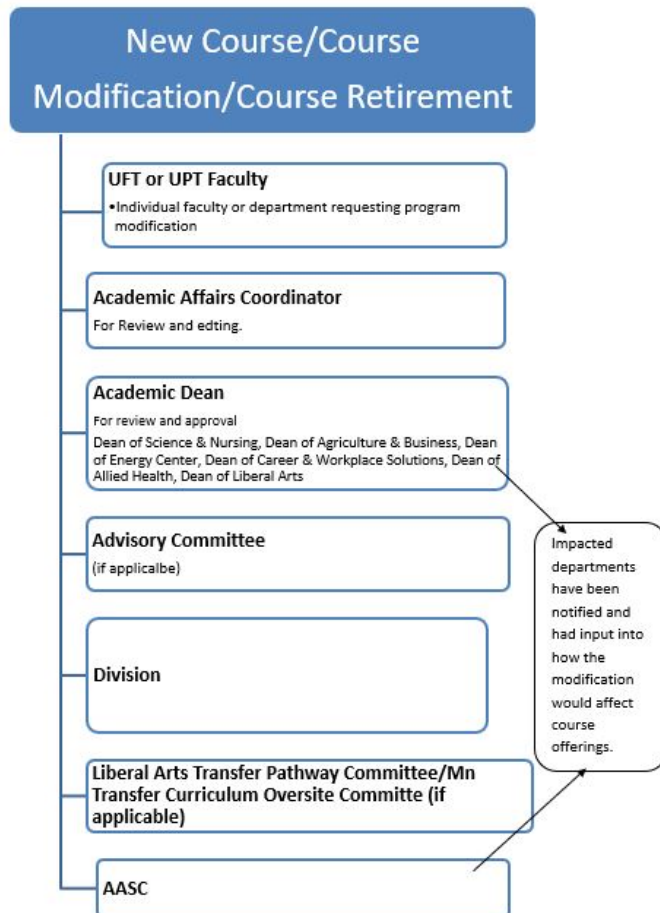 New Course/Course
Modification/Course Retirement
UFT or UPT Faculty
•Individual faculty or department requesting program
modification
Academic Affairs Coordinator
For Review and edting.
Academic Dean
For review and approval
Dean of Science & Nursing, Dean of Agriculture & Business, Dean
of Energy Center, Dean of Career & Workplace Solutions, Dean of
Allied Health, Dean of Liberal Arts
Advisory Committee
(if applicalbe)
Impacted
departments
have been
notified and
had input into
how the
modification
would affect
course
offerings.
Division
Liberal Arts Transfer Pathway Committee/Mn
Transfer Curriculum Oversite Committe (if
applicable)
AASC